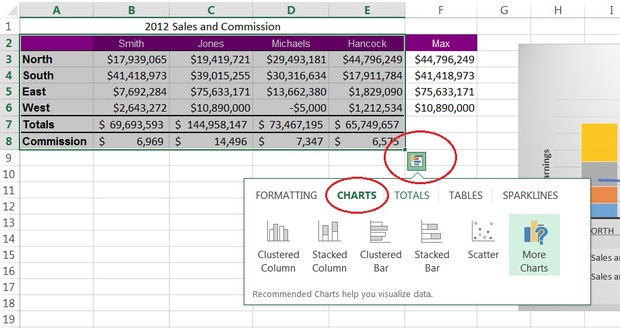 A B C D E F G H I
1 2012 Sales and Commission
2 Smith Jones Michaels Hancock Max
3 North $17,939,065 $19,419,721 $29,493,181 $44,796,249 $44,796,249
4 South $41,418,973 $39,015,255 $30,316,634 $17,911,784 $41,418,973
5 East $7,692,284 $75,633,171 $13,662,380 $1,829,090 $75,633,171
6 West $2,643,272 $10,890,000 -$5,000 $1,212,534 $10,890,000
7 Totals $ 69,693,593 $ 144,958,147 $ 73,467,195 $ 65,749,657
8 Commission $ 6,969 $ 14,496 $ 7,347 $ 6,575
9
10
11
12
13
14
15
16
17
18
19
FORMATTING CHARTS TOTALS TABLES SPARKLINES
Clustered Column
Stacked Column
Clustered Bar
Stacked Bar
Scatter
More Charts
Recommended Charts help you visualize data.
arnings
ORTH
Sales a
Sales a